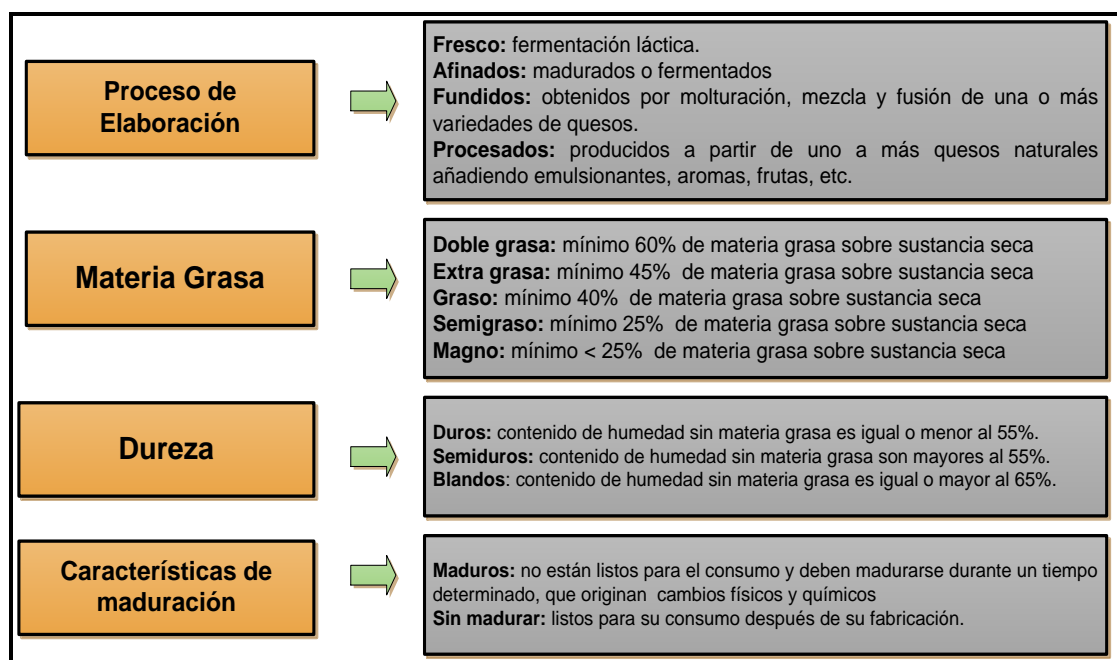 Proceso de
Elaboración
Fresco: fermentación láctica.
Afinados: madurados o fermentados
Fundidos: obtenidos por molturación, mezcla y fusión de una o más
variedades de quesos.
Procesados: producidos a partir de uno a más quesos naturales
añadiendo emulsionantes, aromas, frutas, etc.
Materia Grasa
Doble grasa: mínimo 60% de materia grasa sobre sustancia seca
Extra grasa: mínimo 45% de materia grasa sobre sustancia seca
Graso: mínimo 40% de materia grasa sobre sustancia seca
Semigraso: mínimo 25% de materia grasa sobre sustancia seca
Magno: mínimo < 25% de materia grasa sobre sustancia seca
Dureza
Duros: contenido de humedad sin materia grasa es igual o menor al 55%.
Semiduros: contenido de humedad sin materia grasa son mayores al 55%.
Blandos: contenido de humedad sin materia grasa es igual o mayor al 65%.
Características de
maduración
Maduros: no están listos para el consumo y deben madurarse durante un tiempo
determinado, que originan cambios físicos y químicos
Sin madurar: listos para su consumo después de su fabricación.